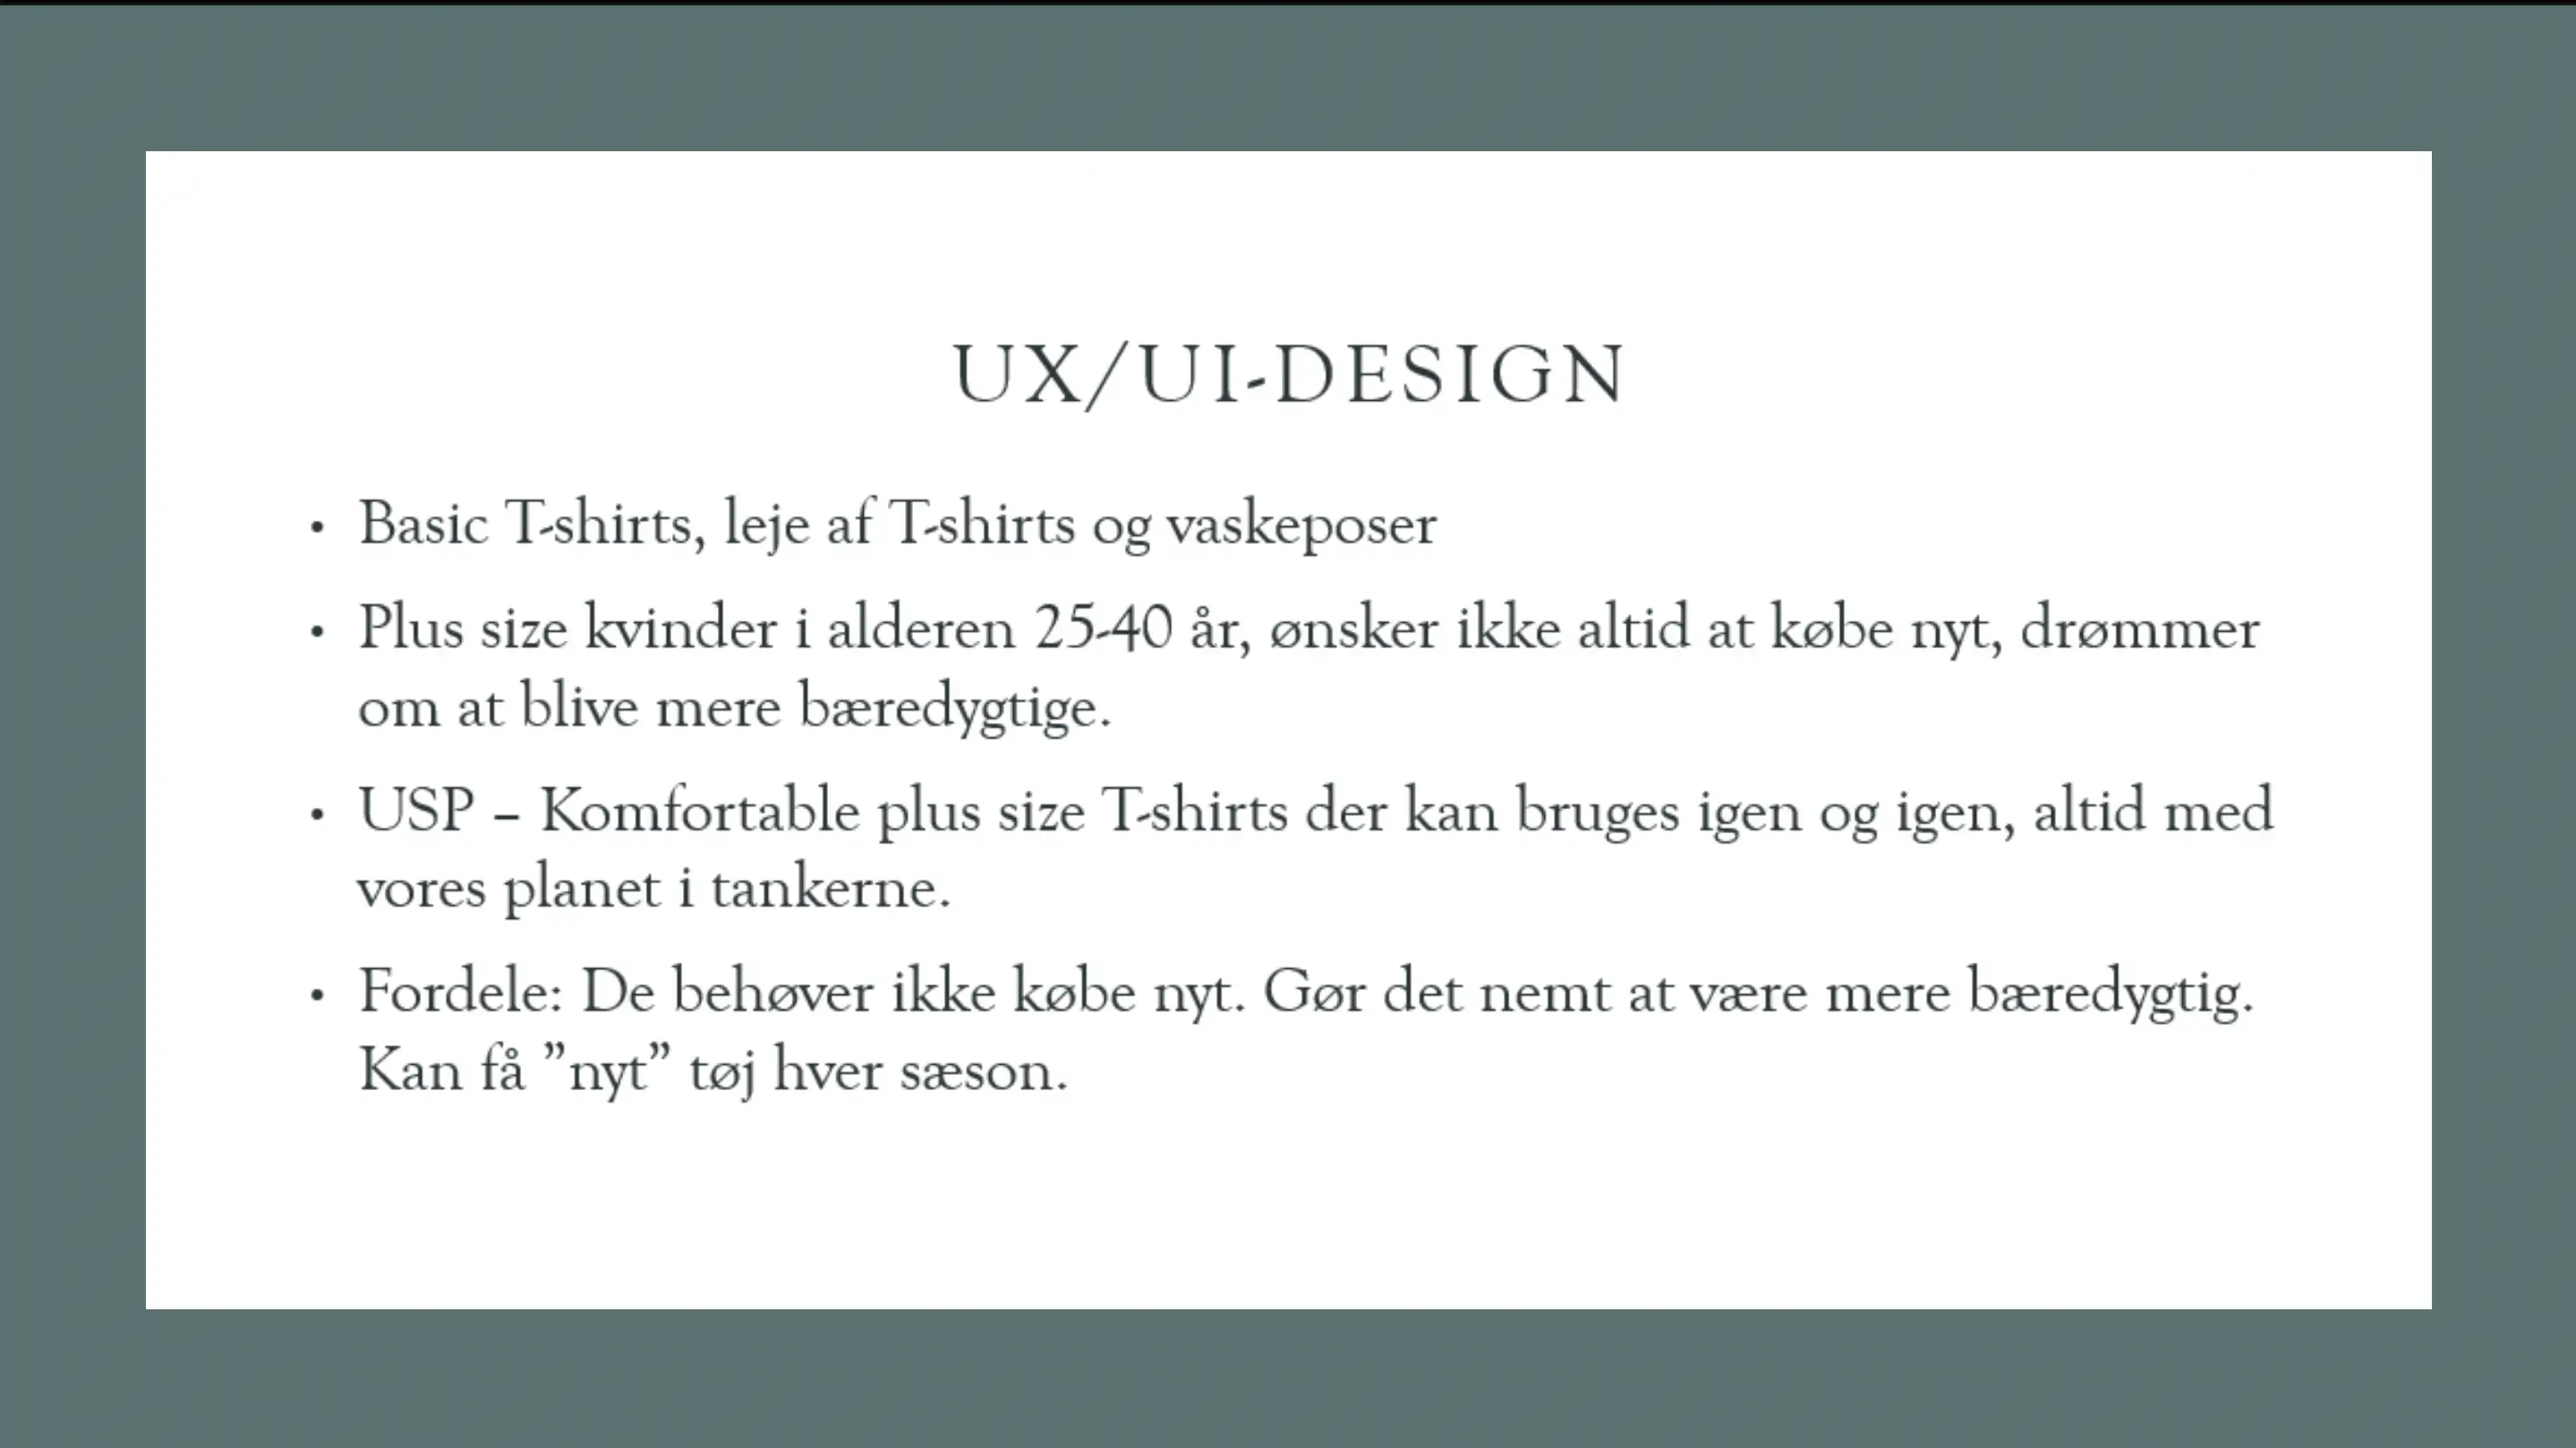 UX/UI-DESIGN
• Basic T-shirts, leje af T-shirts og vaskeposer
• Plus size kvinder i alderen 25-40 år, ønsker ikke altid at købe nyt, drømmer
om at blive mere bæredygtige.
• USP – Komfortable plus size T-shirts der kan bruges igen og igen, altid med
vores planet i tankerne.
• Fordele: De behøver ikke købe nyt. Gør det nemt at være mere bæredygtig.
Kan få ”nyt” tøj hver sæson.